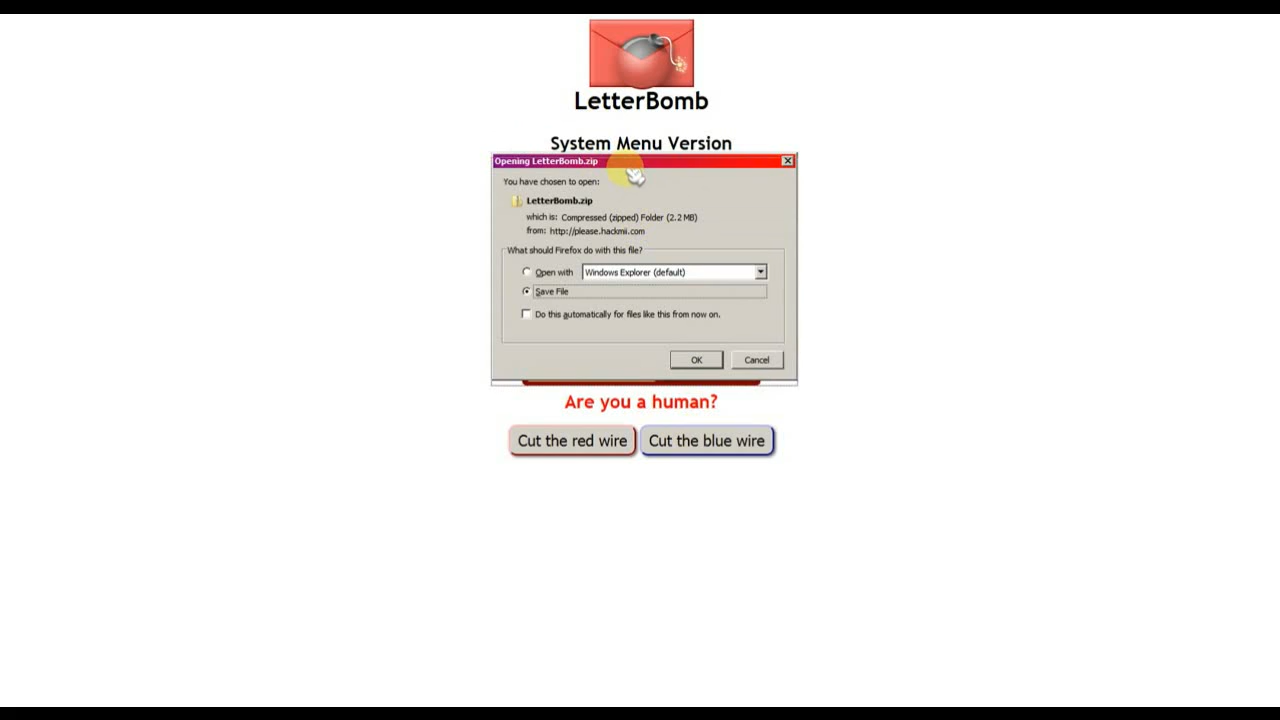 LetterBomb
System Menu Version
Opening LetterBomb.zip
You have chosen to open:
LetterBomb.zip
which is: Compressed (zipped) Folder (2.2 MB)
from: http://please.hackmii.com
What should Firefox do with this file?
Open with Windows Explorer (default)
Save File
Do this automatically for files like this from now on.
OK Cancel
Are you a human?
Cut the red wire Cut the blue wire